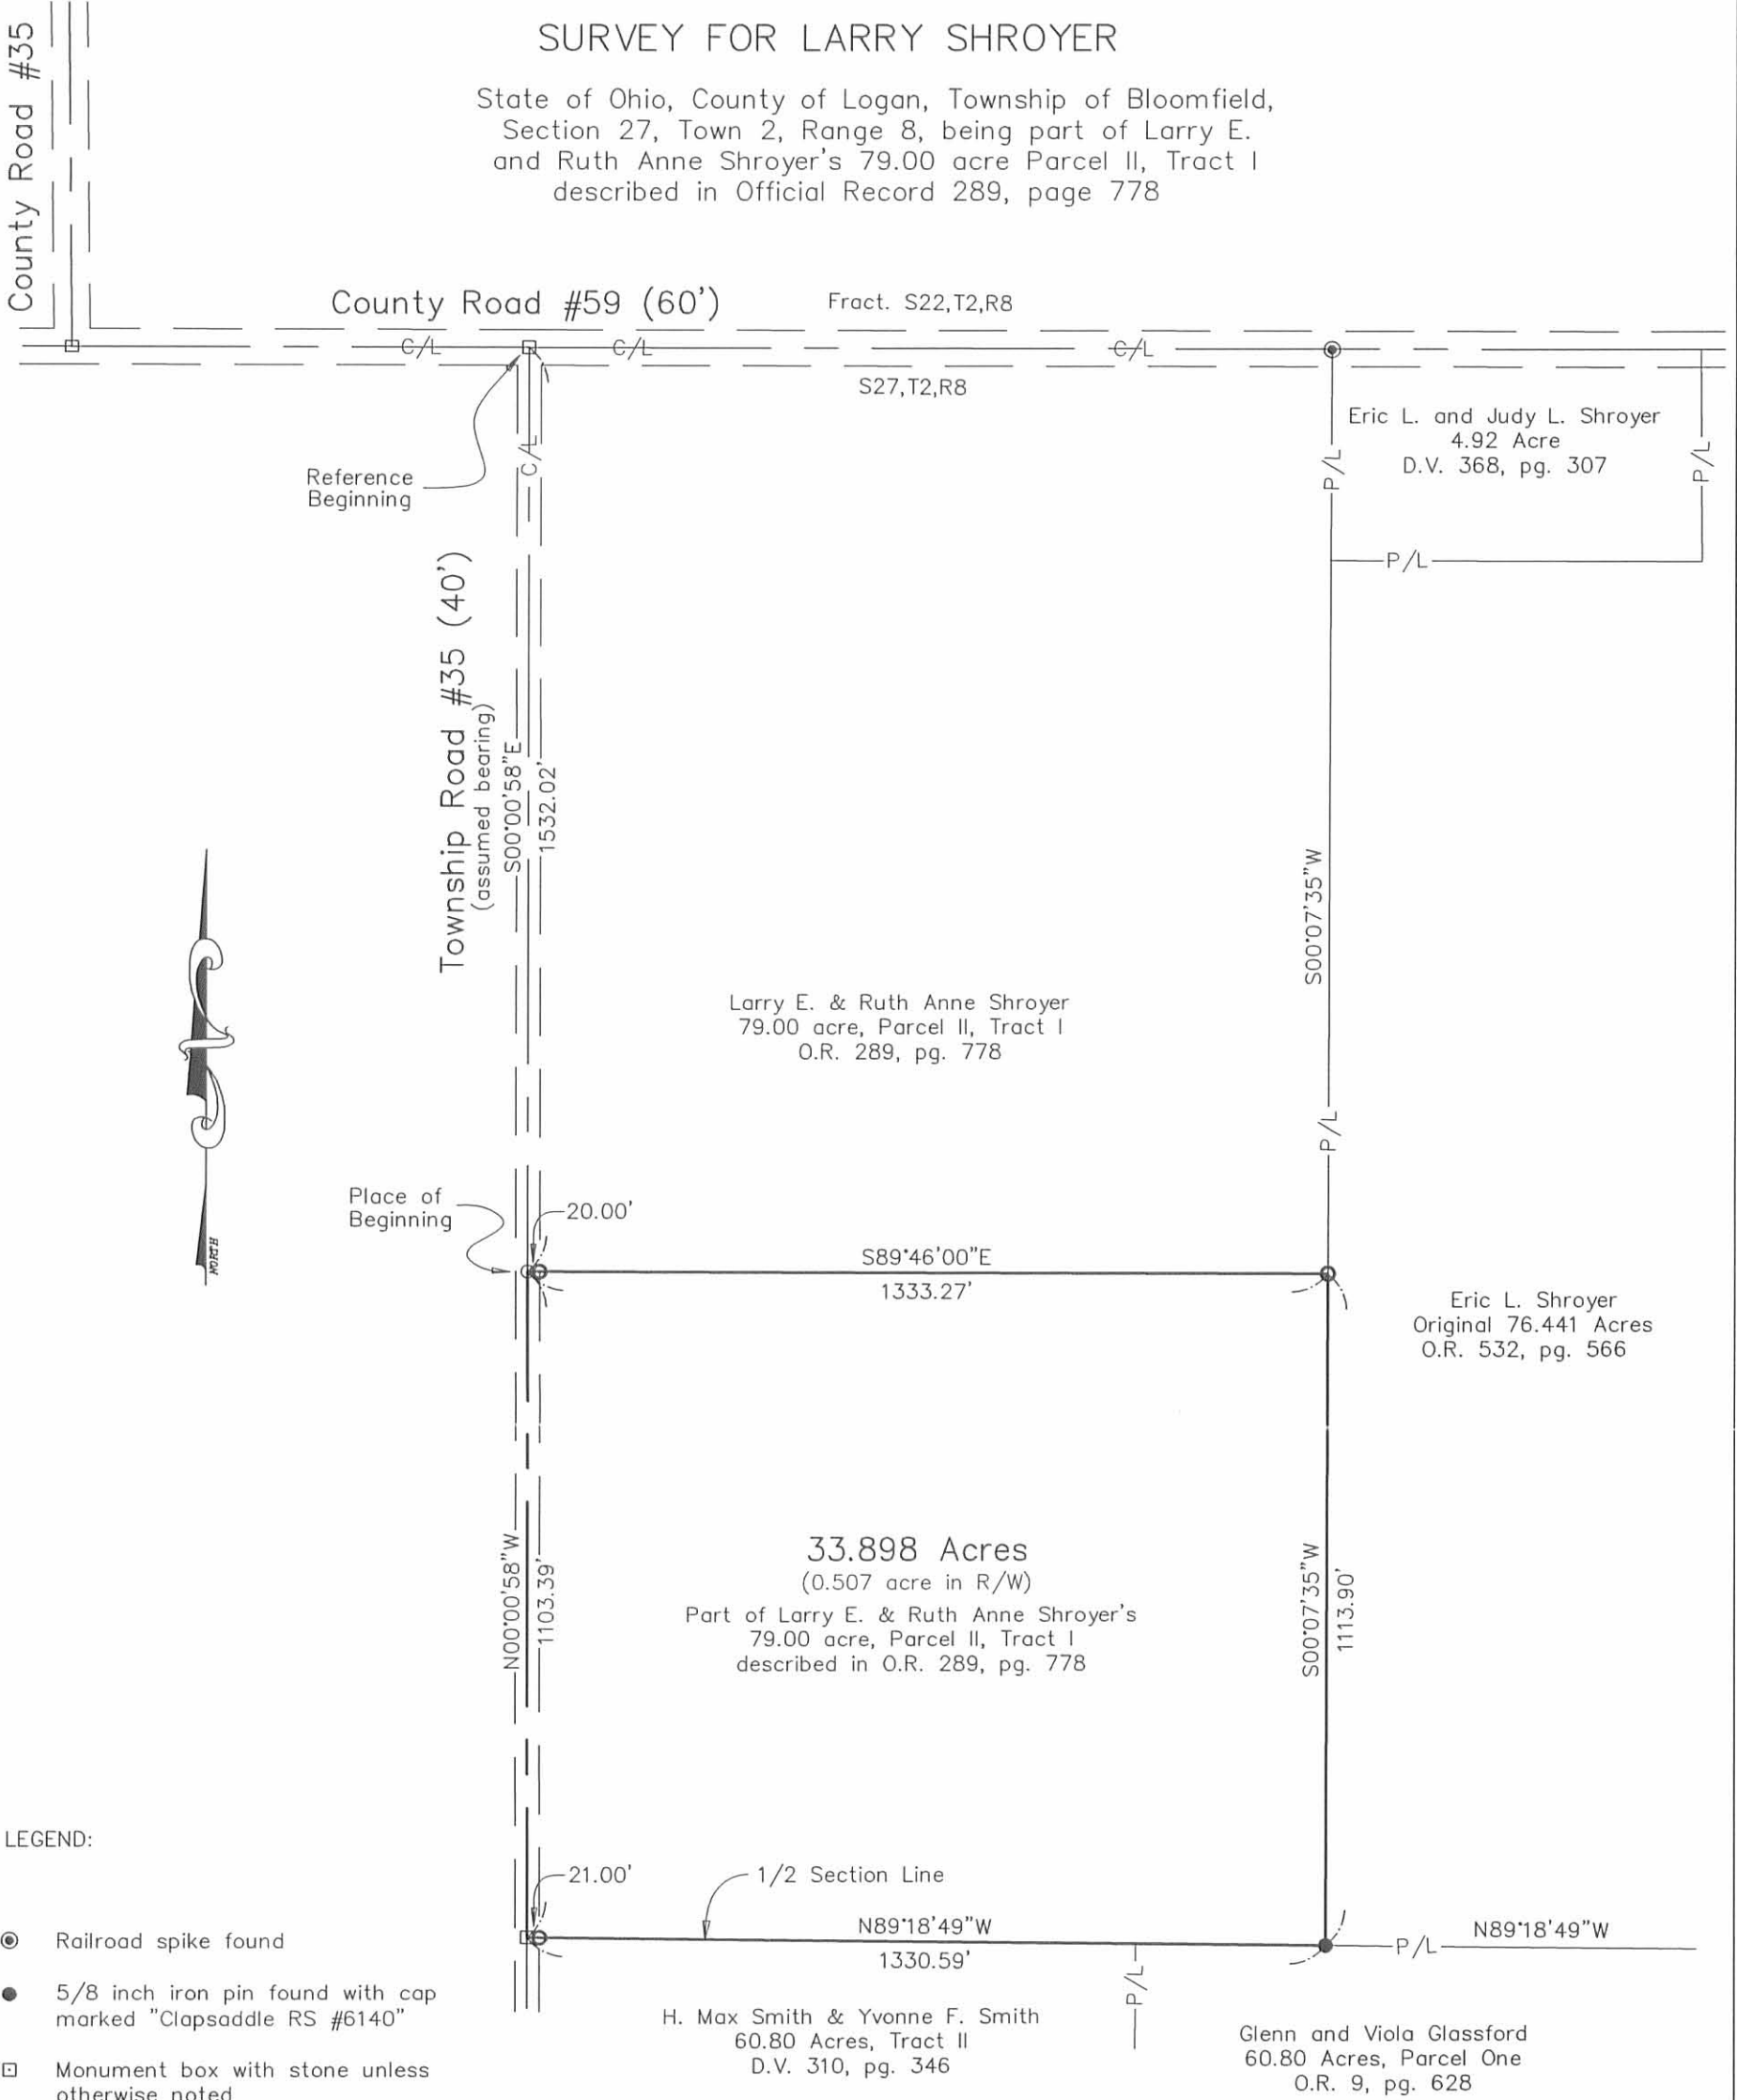 SURVEY FOR LARRY SHROYER
State of Ohio, County of Logan, Township of Bloomfield,
Section 27, Town 2, Range 8, being part of Larry E.
and Ruth Anne Shroyer's 79.00 acre Parcel II, Tract I
described in Official Record 289, page 778
County Road #35
County Road #59 (60')
Fract. S22,T2,R8
C/L
C/L
C/L
S27,T2,R8
Eric L. and Judy L. Shroyer
4.92 Acre
D.V. 368, pg. 307
P/L
P/L
P/L
C/L
Reference
Beginning
Township Road #35 (40')
(assumed bearing)
S00°00'58"E
1532.02'
S00°07'35"W
Larry E. & Ruth Anne Shroyer
79.00 acre, Parcel II, Tract I
O.R. 289, pg. 778
P/L
NORTH
Place of
Beginning
20.00'
S89°46'00"E
1333.27'
Eric L. Shroyer
Original 76.441 Acres
O.R. 532, pg. 566
N00°00'58"W
1103.39'
33.898 Acres
(0.507 acre in R/W)
Part of Larry E. & Ruth Anne Shroyer's
79.00 acre, Parcel II, Tract I
described in O.R. 289, pg. 778
S00°07'35"W
1113.90'
21.00'
1/2 Section Line
N89°18'49"W
1330.59'
P/L
N89°18'49"W
P/L
H. Max Smith & Yvonne F. Smith
60.80 Acres, Tract II
D.V. 310, pg. 346
Glenn and Viola Glassford
60.80 Acres, Parcel One
O.R. 9, pg. 628
LEGEND:
Railroad spike found
5/8 inch iron pin found with cap
marked "Clapsaddle RS #6140"
Monument box with stone unless
otherwise noted